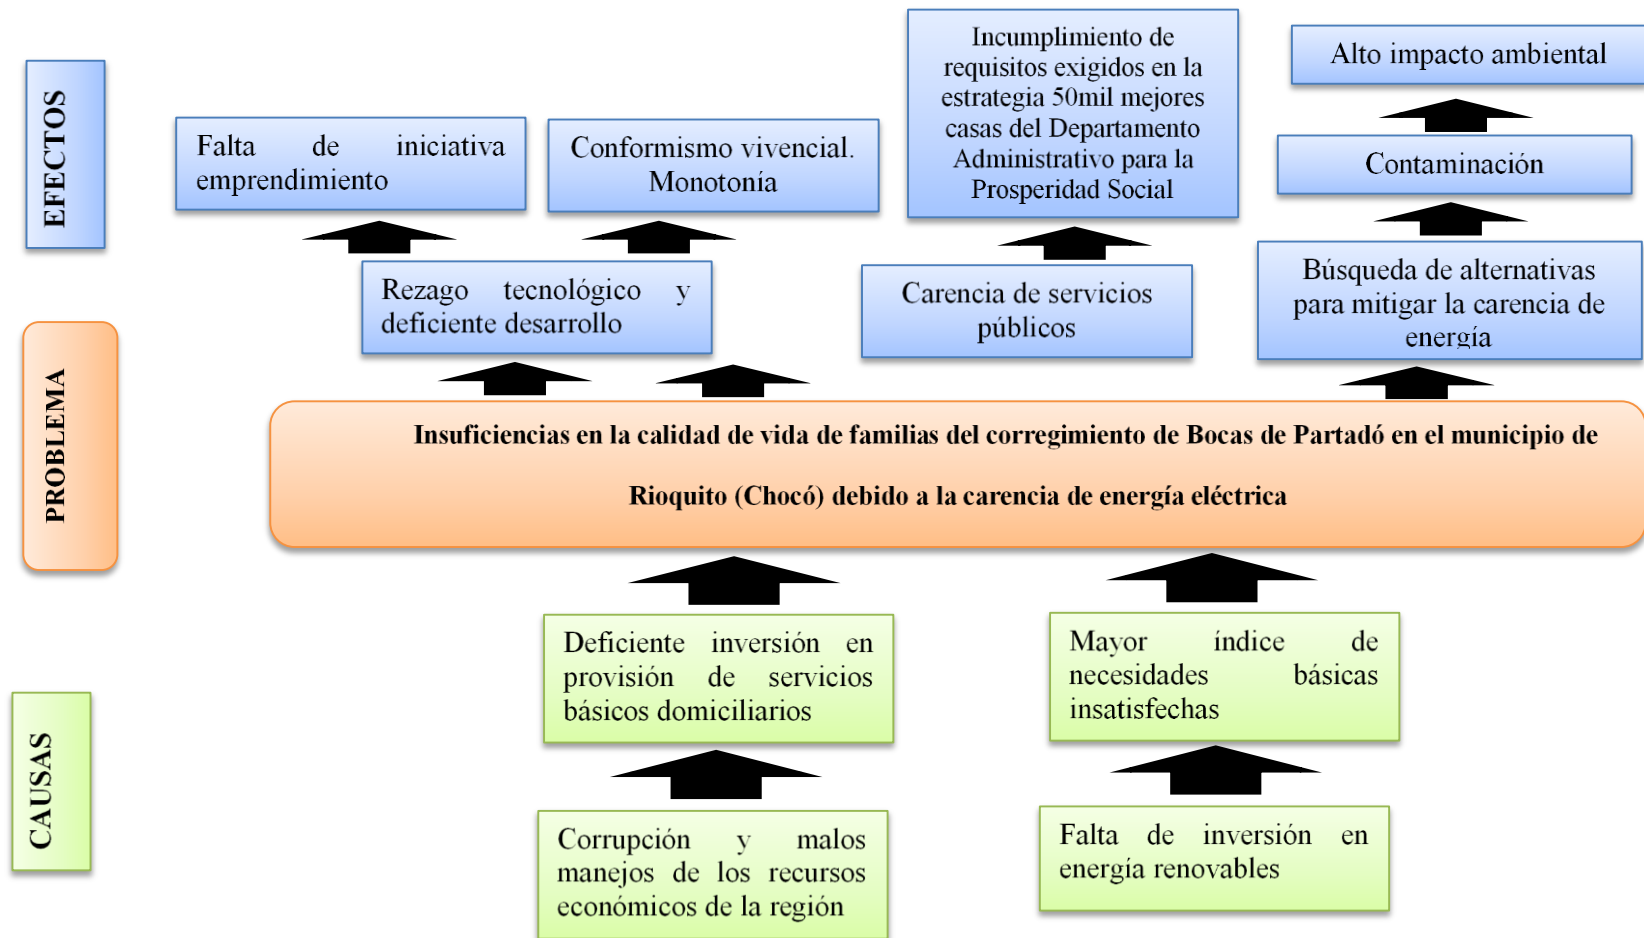 EFECTOS
Falta de iniciativa
emprendimiento
Conformismo vivencial.
Monotonía
Incumplimiento de
requisitos exigidos en la
estrategia 50mil mejores
casas del Departamento
Administrativo para la
Prosperidad Social
Alto impacto ambiental
Contaminación
Rezago tecnológico y
deficiente desarrollo
Carencia de servicios
públicos
Búsqueda de alternativas
para mitigar la carencia de
energía
PROBLEMA
Insuficiencias en la calidad de vida de familias del corregimiento de Bocas de Partadó en el municipio de
Rioquito (Chocó) debido a la carencia de energía eléctrica
CAUSAS
Deficiente inversión en
provisión de servicios
básicos domiciliarios
Mayor índice de
necesidades básicas
insatisfechas
Corrupción y malos
manejos de los recursos
económicos de la región
Falta de inversión en
energía renovables